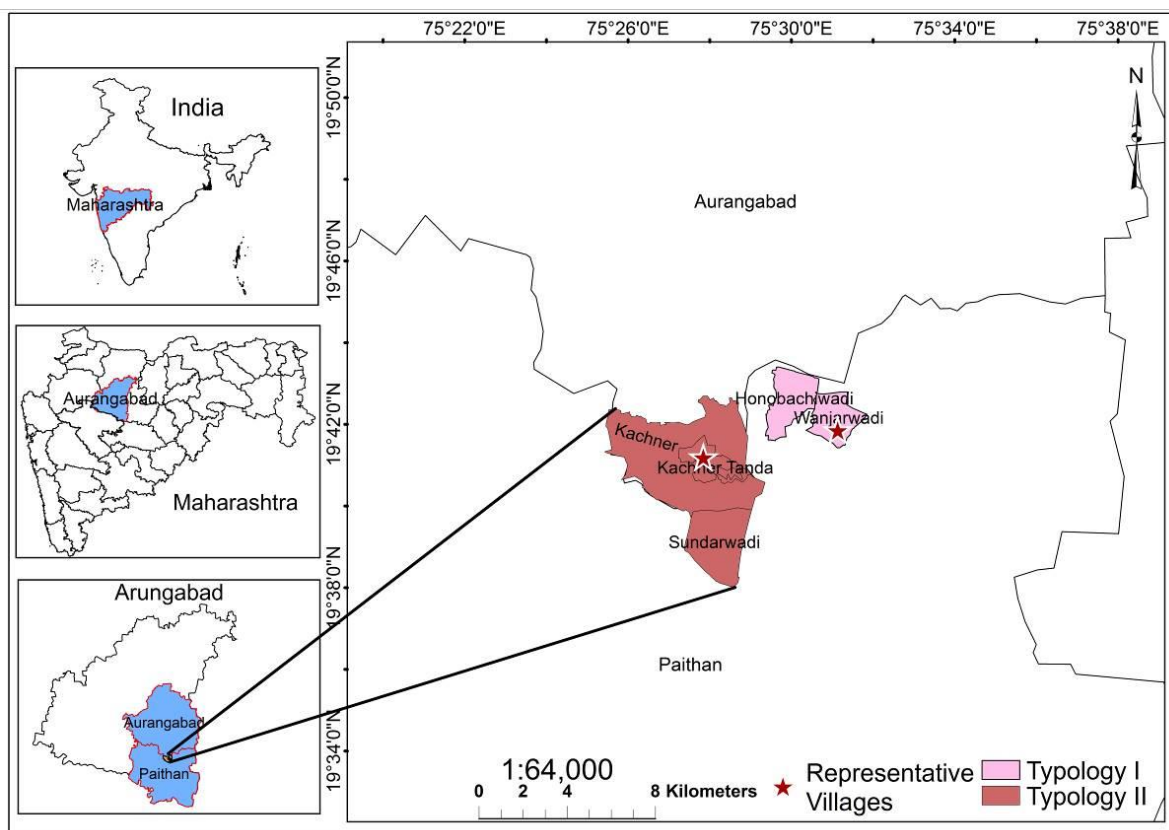 75°22'0"E
75°26'0"E
75°30'0"E
75°34'0"E
75°38'0"E
India
Maharashtra
Aurangabad
Maharashtra
Arungabad
Aurangabad
Paithan
19°50'0"N
19°46'0"N
19°42'0"N
19°38'0"N
19°34'0"N
N
Aurangabad
Honobachiwadi
Wanjarwadi
Kachner
Kachner Tanda
Sundarwadi
Paithan
1:64,000
0 2 4 8 Kilometers
Representative
Villages
Typology I
Typology II